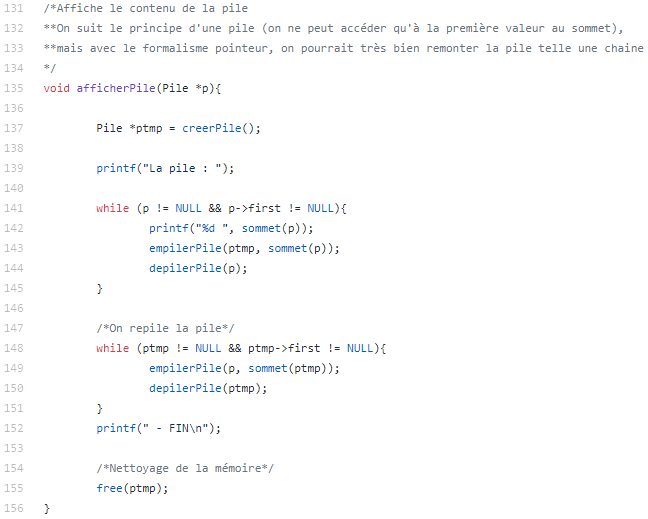 131 /*Affiche le contenu de la pile
132 **On suit le principe d'une pile (on ne peut accéder qu'à la première valeur au sommet),
133 **mais avec le formalisme pointeur, on pourrait très bien remonter la pile telle une chaine
134 */
135 void afficherPile(Pile *p){
136
137 Pile *ptmp = creerPile();
138
139 printf("La pile : ");
140
141 while (p != NULL && p->first != NULL){
142 printf("%d ", sommet(p));
143 empilerPile(ptmp, sommet(p));
144 depilerPile(p);
145 }
146
147 /*On repile la pile*/
148 while (ptmp != NULL && ptmp->first != NULL){
149 empilerPile(p, sommet(ptmp));
150 depilerPile(ptmp);
151 }
152 printf(" - FIN\n");
153
154 /*Nettoyage de la mémoire*/
155 free(ptmp);
156 }